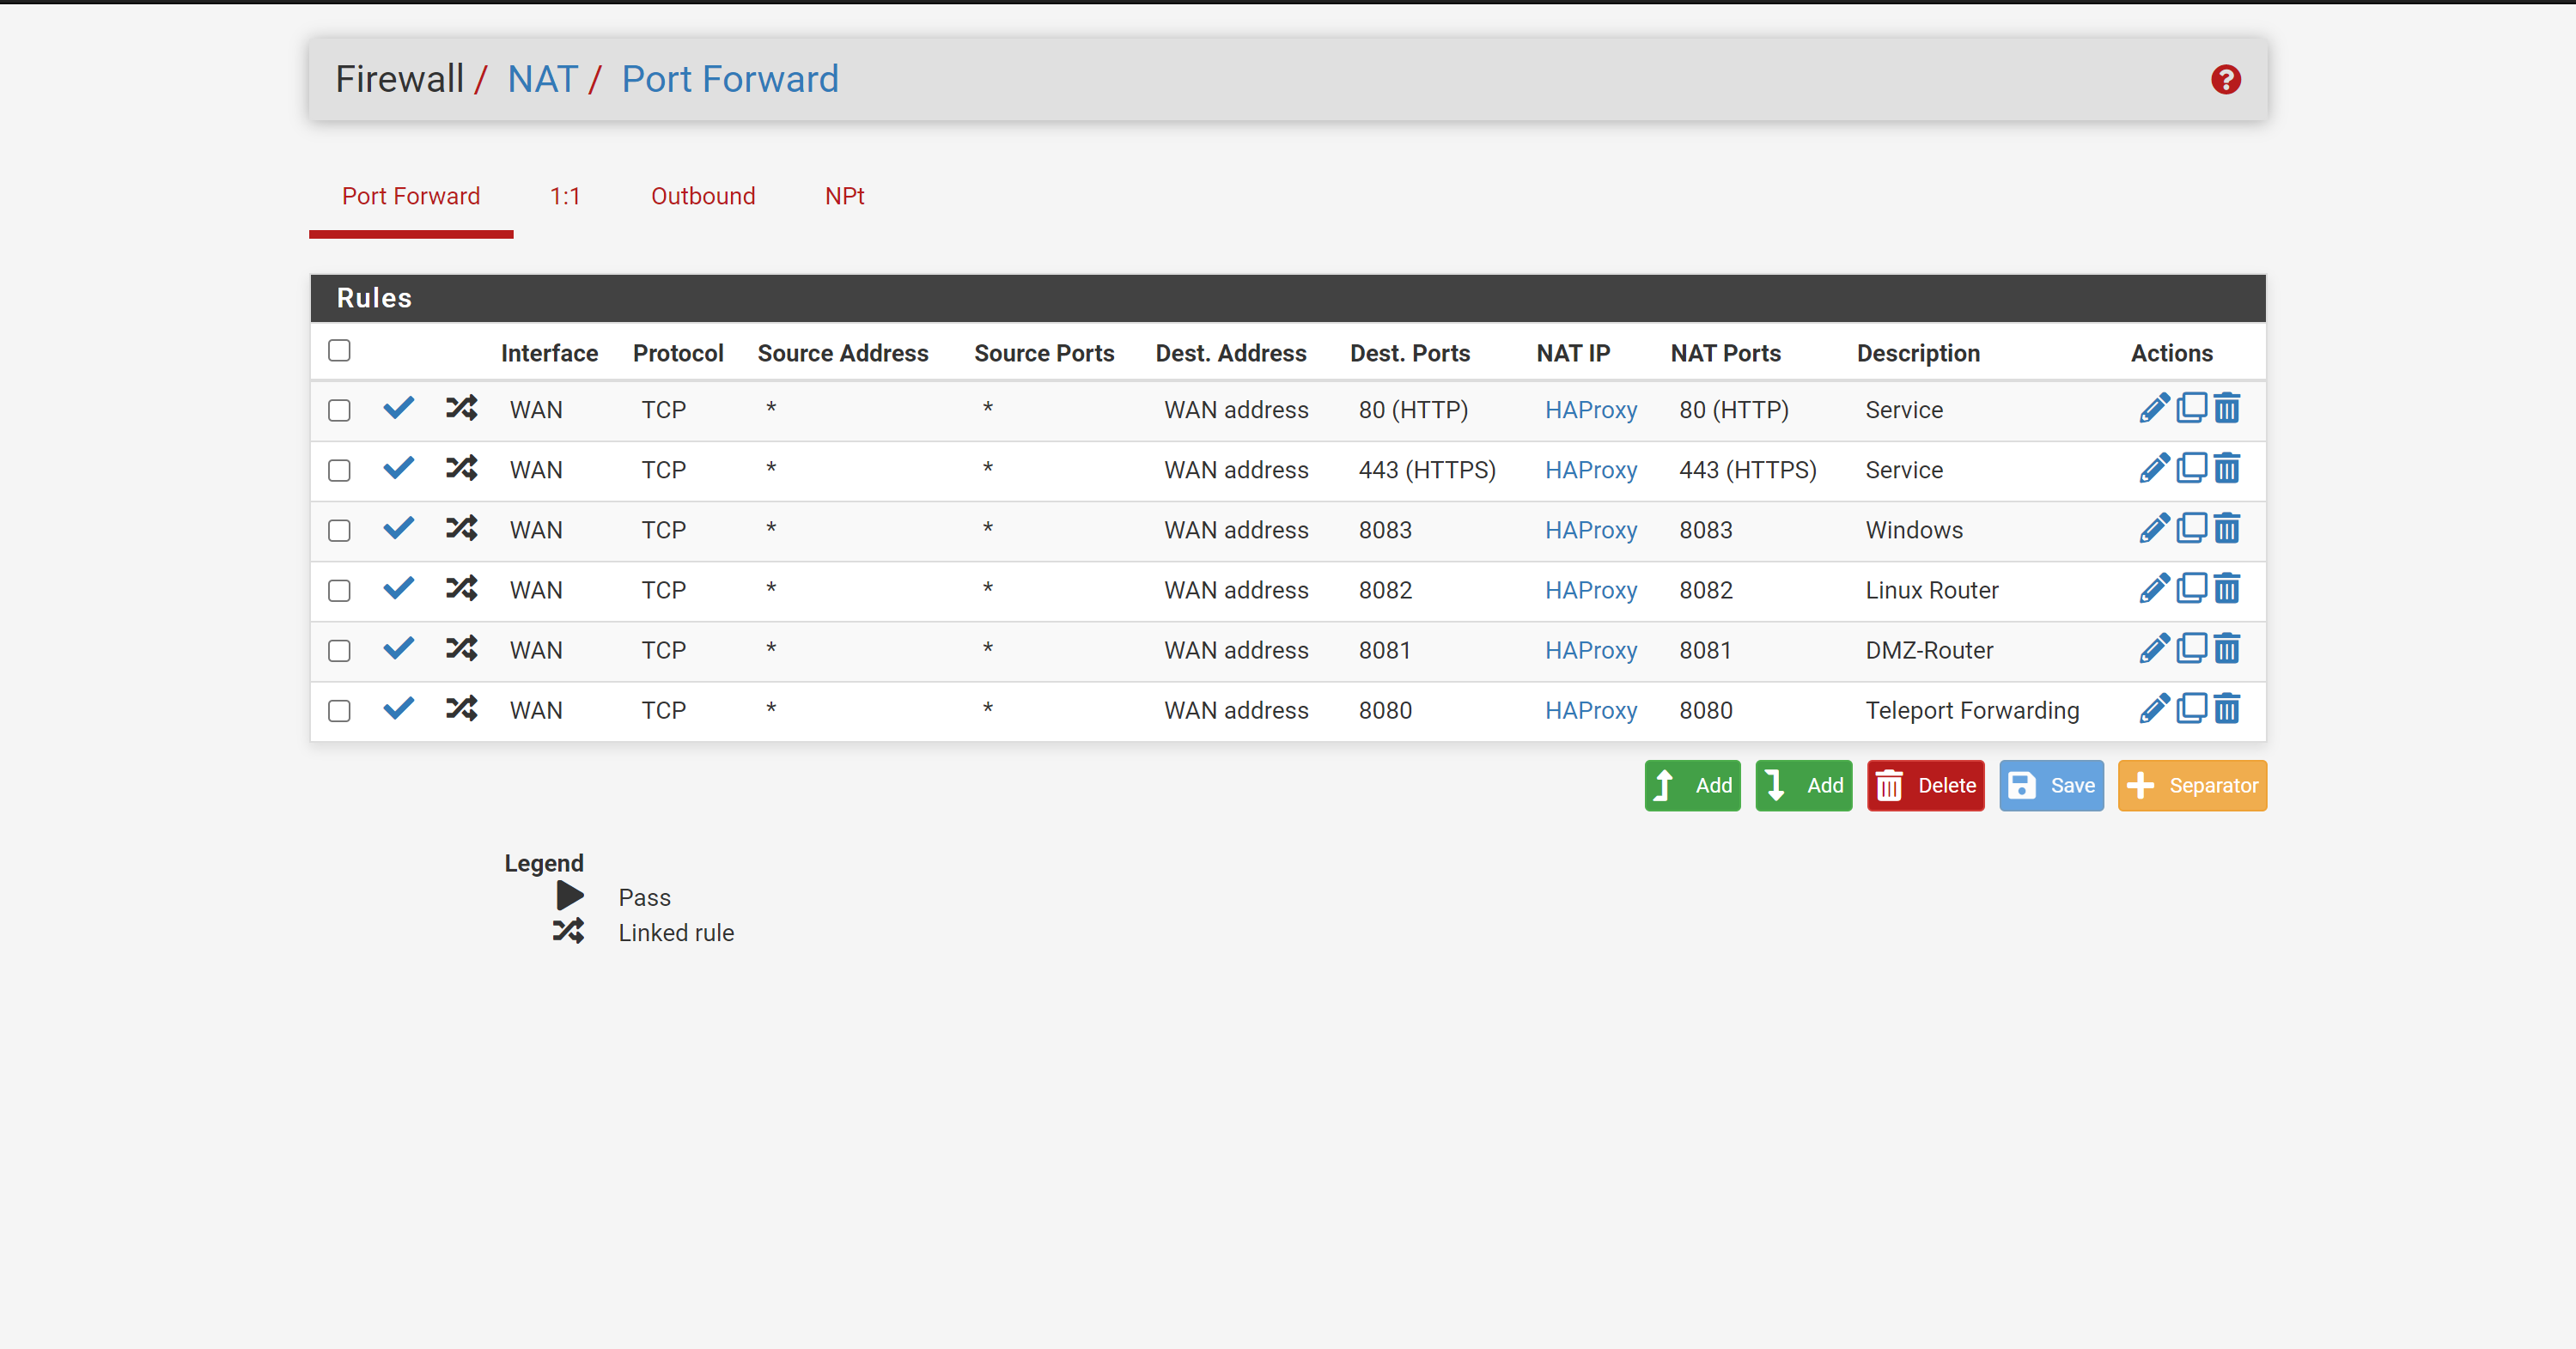 Firewall / NAT / Port Forward
Port Forward 1:1 Outbound NPt
Rules
Interface Protocol Source Address Source Ports Dest. Address Dest. Ports NAT IP NAT Ports Description Actions
WAN TCP * * WAN address 80 (HTTP) HAProxy 80 (HTTP) Service
WAN TCP * * WAN address 443 (HTTPS) HAProxy 443 (HTTPS) Service
WAN TCP * * WAN address 8083 HAProxy 8083 Windows
WAN TCP * * WAN address 8082 HAProxy 8082 Linux Router
WAN TCP * * WAN address 8081 HAProxy 8081 DMZ-Router
WAN TCP * * WAN address 8080 HAProxy 8080 Teleport Forwarding
Add Add Delete Save Separator
Legend
Pass
Linked rule